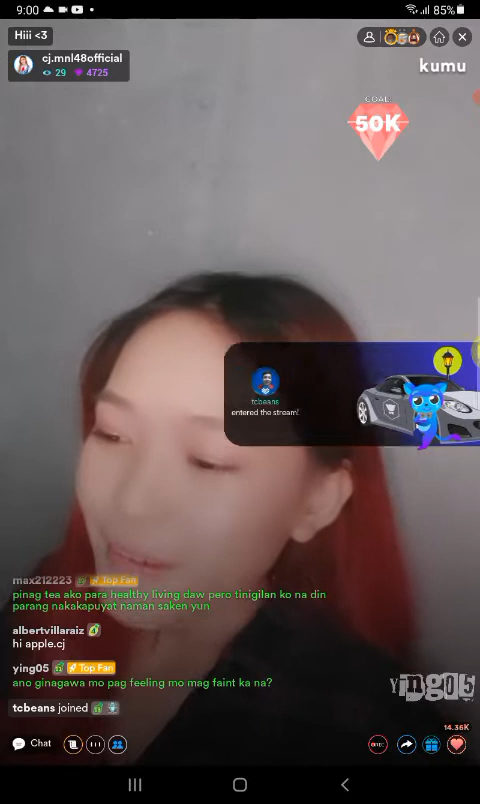 9:00
85%
Hiii <3
cj.mnl48official
29 4725
kumu
GOAL
50K
tcbeans
entered the stream!
max212223 Top Fan
pinag tea ako para healthy living daw pero tinigilan ko na din
parang nakakapuyat naman saken yun
albertvillaraiz
hi apple.cj
ying05 Top Fan
ano ginagawa mo pag feeling mo mag faint ka na?
Ying05
tcbeans joined
14.36K
Chat